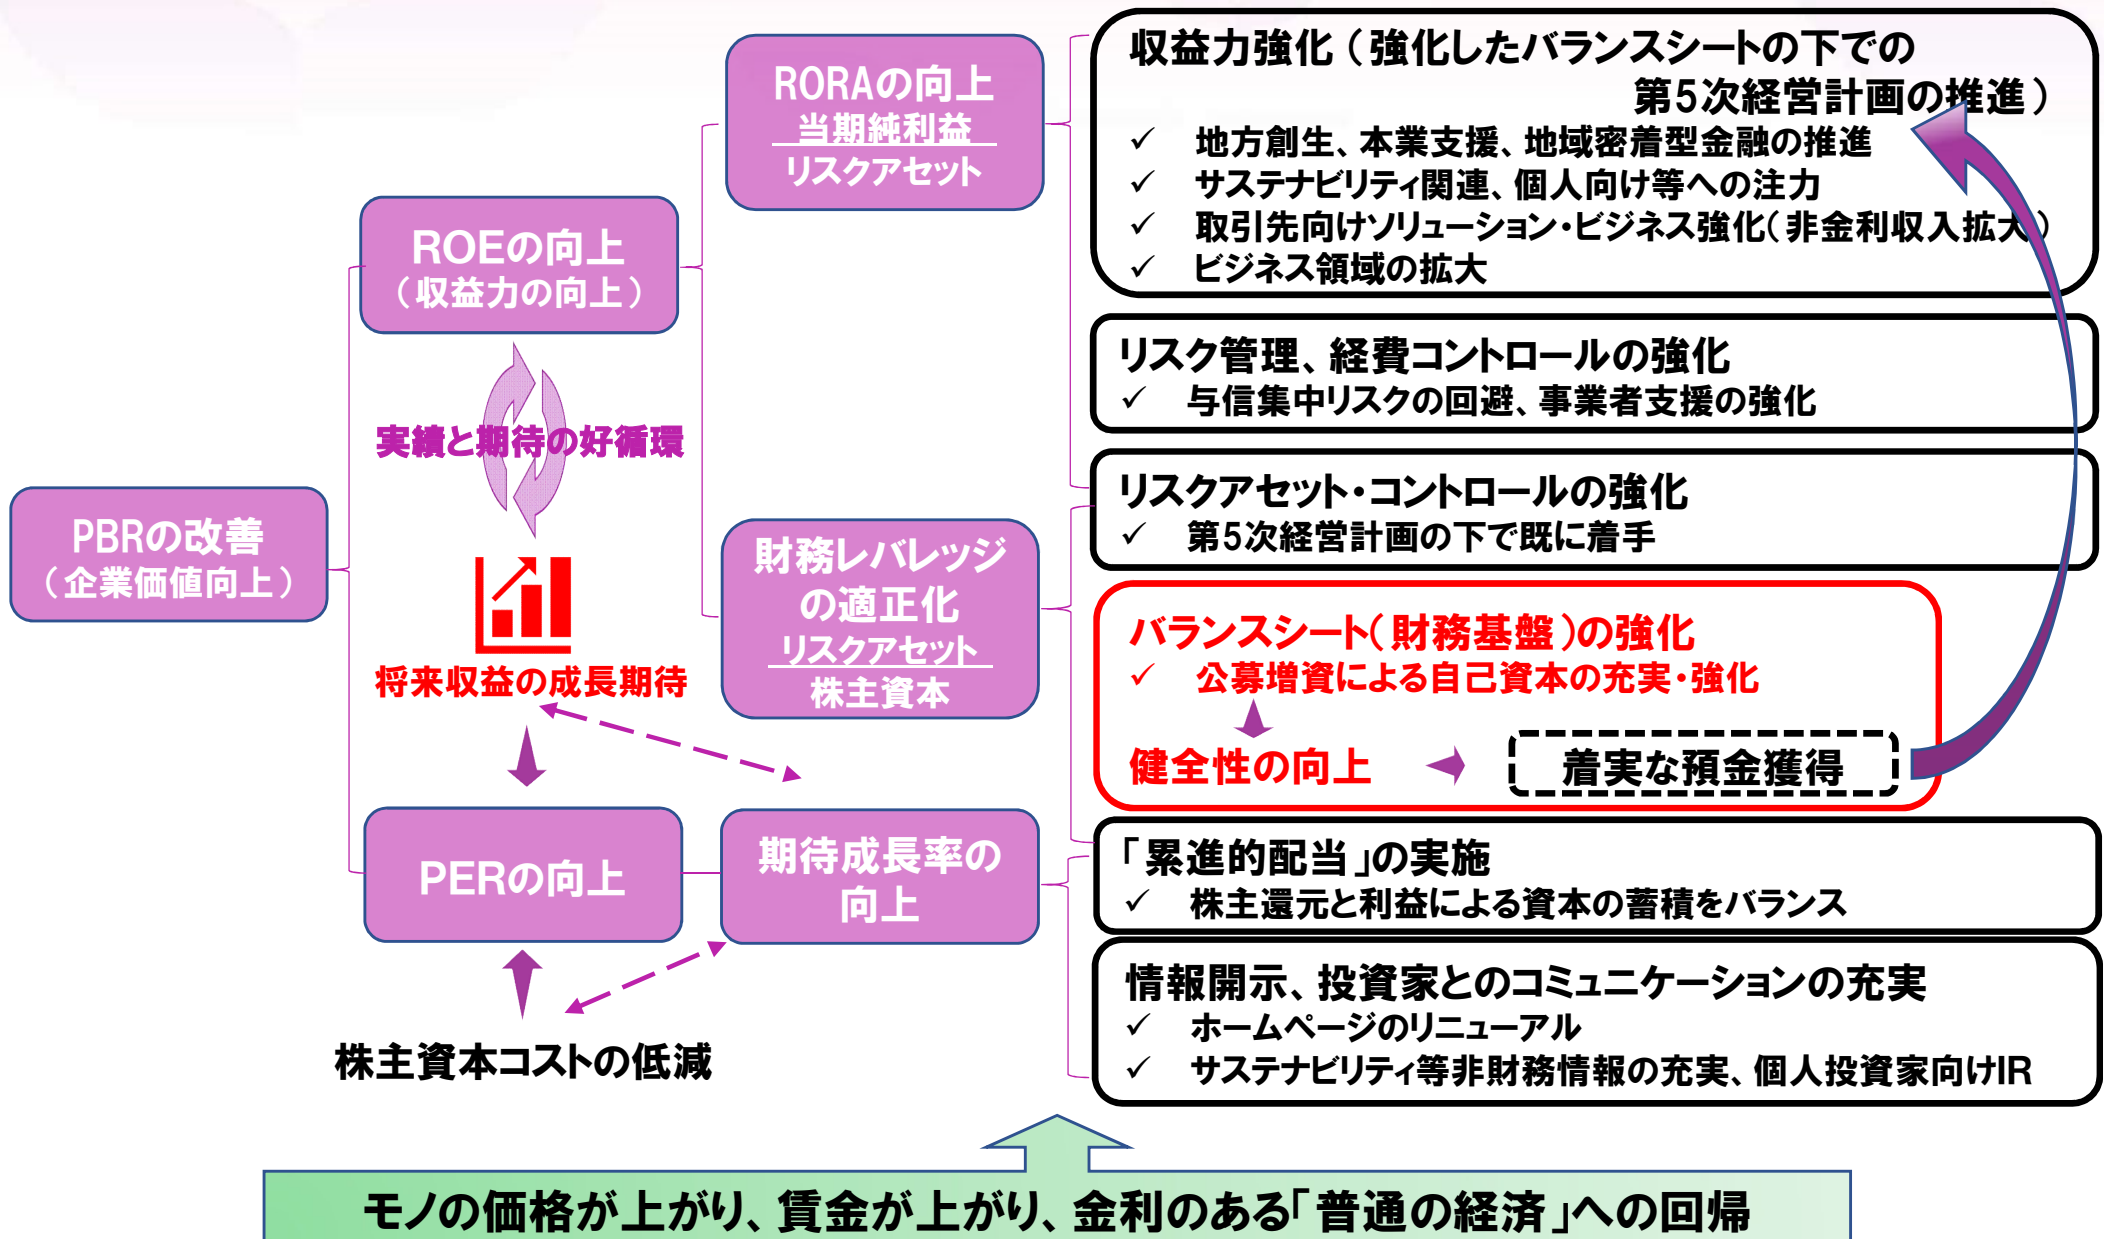 PBRの改善
（企業価値向上）
ROEの向上
（収益力の向上）
実績と期待の好循環
将来収益の成長期待
PERの向上
株主資本コストの低減
RORAの向上
当期純利益
リスクアセット
財務レバレッジ
の適正化
リスクアセット
株主資本
期待成長率の
向上
収益力強化（強化したバランスシートの下での
第5次経営計画の推進）
✓ 地方創生、本業支援、地域密着型金融の推進
✓ サステナビリティ関連、個人向け等への注力
✓ 取引先向けソリューション・ビジネス強化（非金利収入拡大）
✓ ビジネス領域の拡大
リスク管理、経費コントロールの強化
✓ 与信集中リスクの回避、事業者支援の強化
リスクアセット・コントロールの強化
✓ 第5次経営計画の下で既に着手
バランスシート（財務基盤）の強化
✓ 公募増資による自己資本の充実・強化
健全性の向上
着実な預金獲得
「累進的配当」の実施
✓ 株主還元と利益による資本の蓄積をバランス
情報開示、投資家とのコミュニケーションの充実
✓ ホームページのリニューアル
✓ サステナビリティ等非財務情報の充実、個人投資家向けIR
モノの価格が上がり、賃金が上がり、金利のある「普通の経済」への回帰